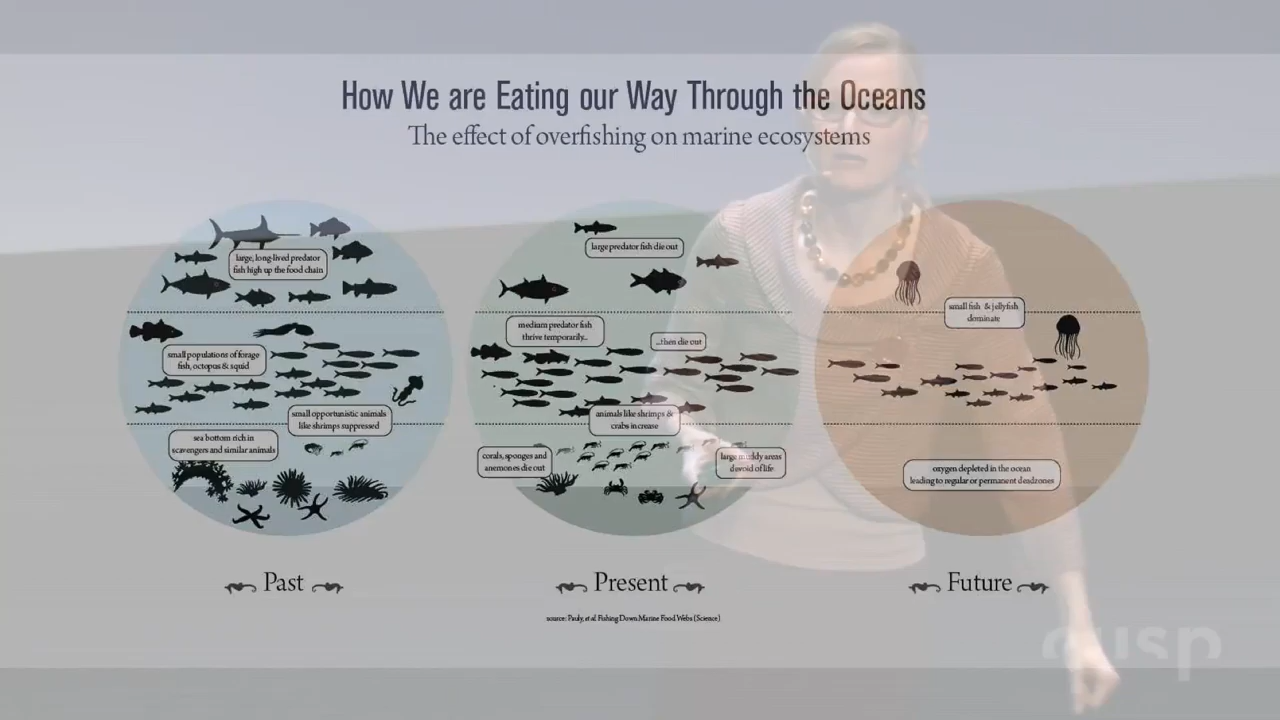 How We are Eating our Way Through the Oceans
The effect of overfishing on marine ecosystems
large, long-lived predator
fish high up the food chain
small populations of forage
fish, octopus & squid
small opportunistic animals
like shrimps suppressed
sea bottom rich in
scavengers and similar animals
Past
large predator fish die out
medium predator fish
thrive temporarily...
...then die out
animals like shrimps &
crabs increase
corals, sponges and
anemones die out
large muddy areas
devoid of life
Present
small fish & jellyfish
dominate
oxygen depleted in the ocean
leading to regular or permanent deadzones
Future
source: Pauly, et al: Fishing Down Marine Food Webs (Science)
qusp